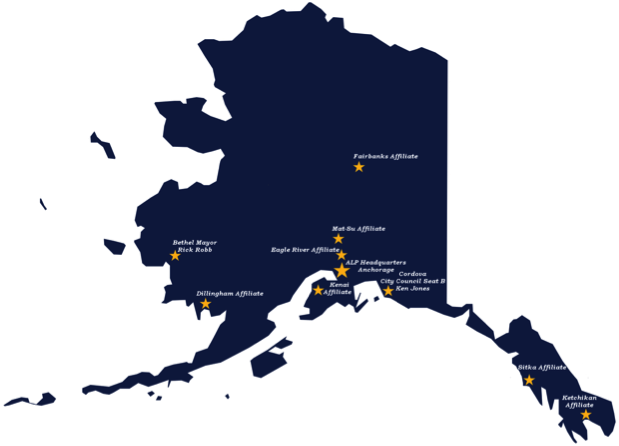 Fairbanks Affiliate
Mat-Su Affiliate
Bethel Mayor
Rick Robb
Eagle River Affiliate
ALP Headquarters
Anchorage
Cordova
City Council Seat B
Ken Jones
Kenai
Affiliate
Dillingham Affiliate
Sitka Affiliate
Ketchikan
Affiliate